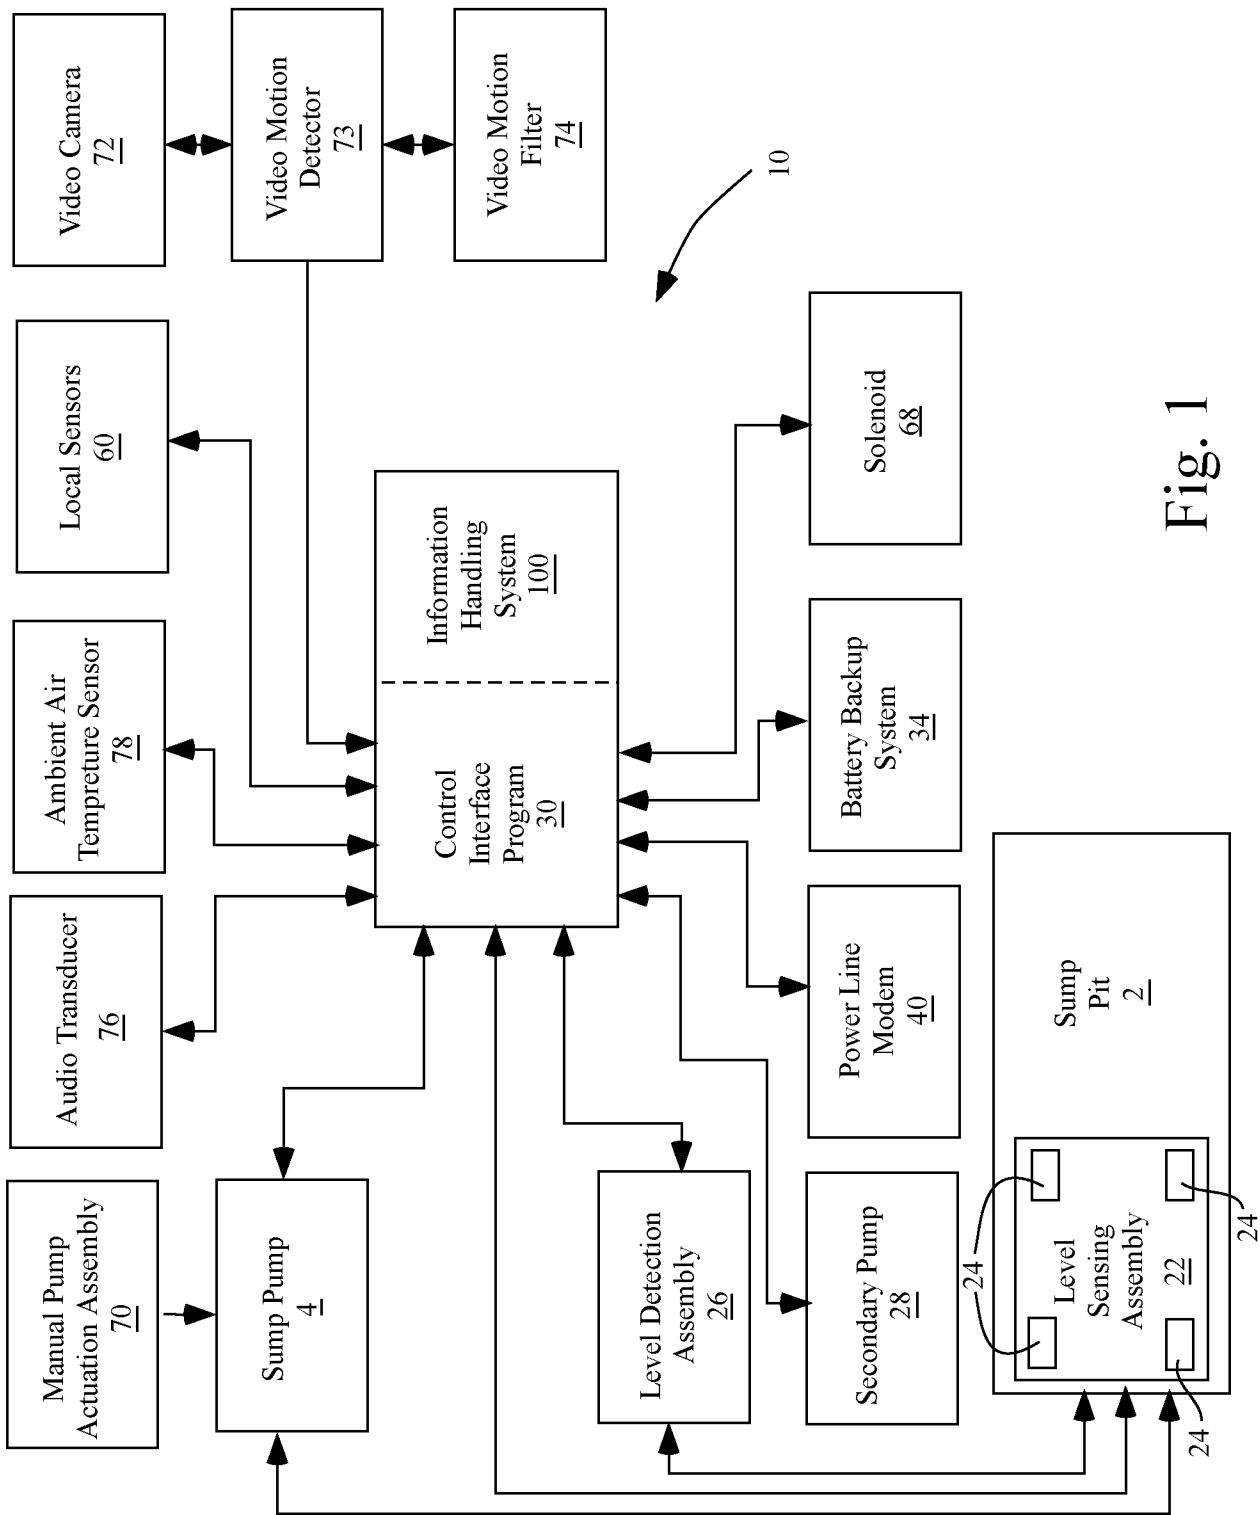 Manual Pump
Actuation Assembly
70
Audio Transducer
76
Ambient Air
Tempreture Sensor
78
Local Sensors
60
Video Camera
72
Video Motion
Detector
73
Video Motion
Filter
74
10
Sump Pump
4
Control
Interface
Program
30
Information
Handling
System
100
Level Detection
Assembly
26
Secondary Pump
28
Power Line
Modem
40
Battery Backup
System
34
Solenoid
68
Sump
Pit
2
24
Level
Sensing
Assembly
22
24
24
Fig. 1